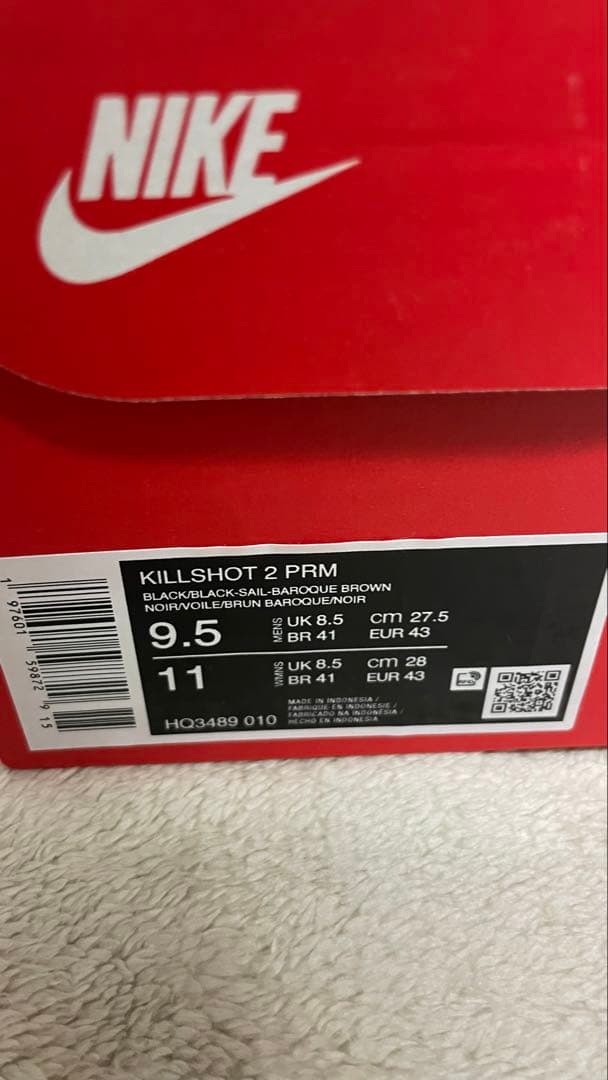 NIKE
KILLSHOT 2 PRM
BLACK/BLACK-SAIL-BAROQUE BROWN
NOIR/VOILE/BRUN BAROQUE/NOIR
9.5 MENS UK 8.5 cm 27.5
BR 41 EUR 43
11 WMNS UK 8.5 cm 28
BR 41 EUR 43
MADE IN INDONESIA /
FABRIQUE EN INDONESIE /
FABRICADO NA INDONÉSIA /
HECHO EN INDONESIA
HQ3489 010
1 97601 59872 9 15